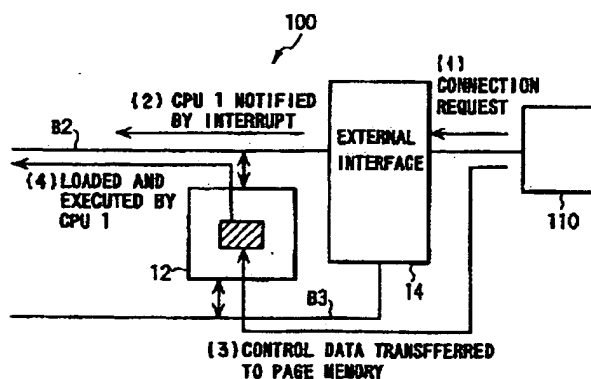 100
(1)
CONNECTION
REQUEST
(2) CPU 1 NOTIFIED
BY INTERRUPT
B2
EXTERNAL
INTERFACE
(4) LOADED AND
EXECUTED BY
CPU 1
110
12
14
B3
(3) CONTROL DATA TRANSFFERRED
TO PAGE MEMORY